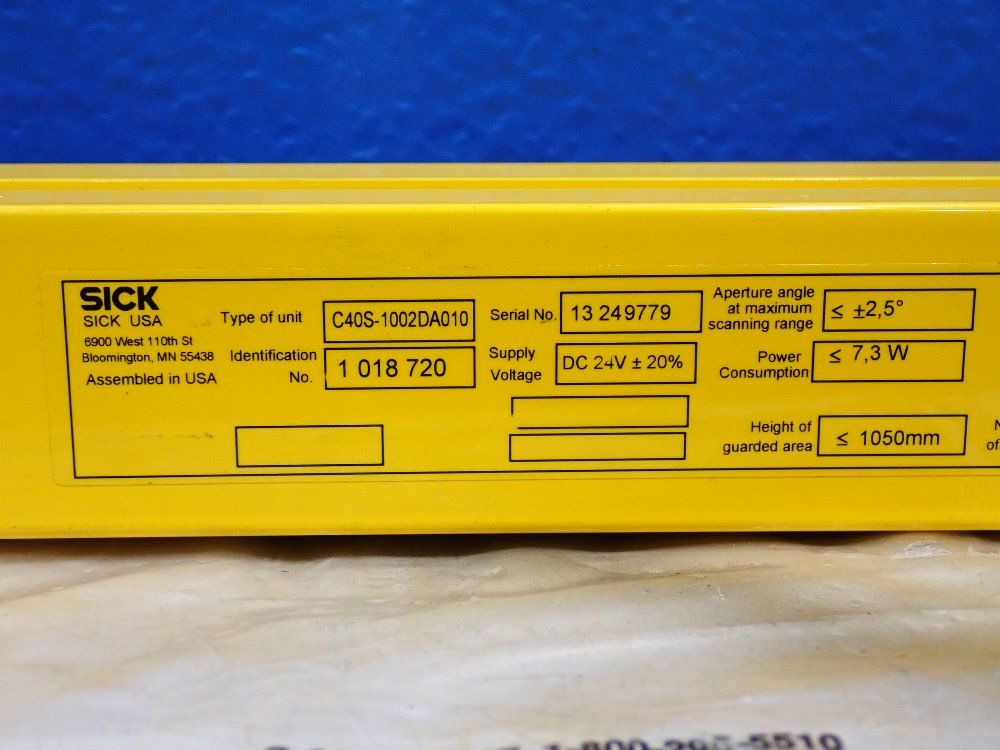 SICK
SICK USA
6900 West 110th St
Bloomington, MN 55438
Assembled in USA
Type of unit C40S-1002DA010
Identification No. 1 018 720
Serial No. 13 249779
Supply Voltage DC 24V ± 20%
Aperture angle
at maximum
scanning range ≤ ±2,5°
Power
Consumption ≤ 7,3 W
Height of
guarded area ≤ 1050mm
of